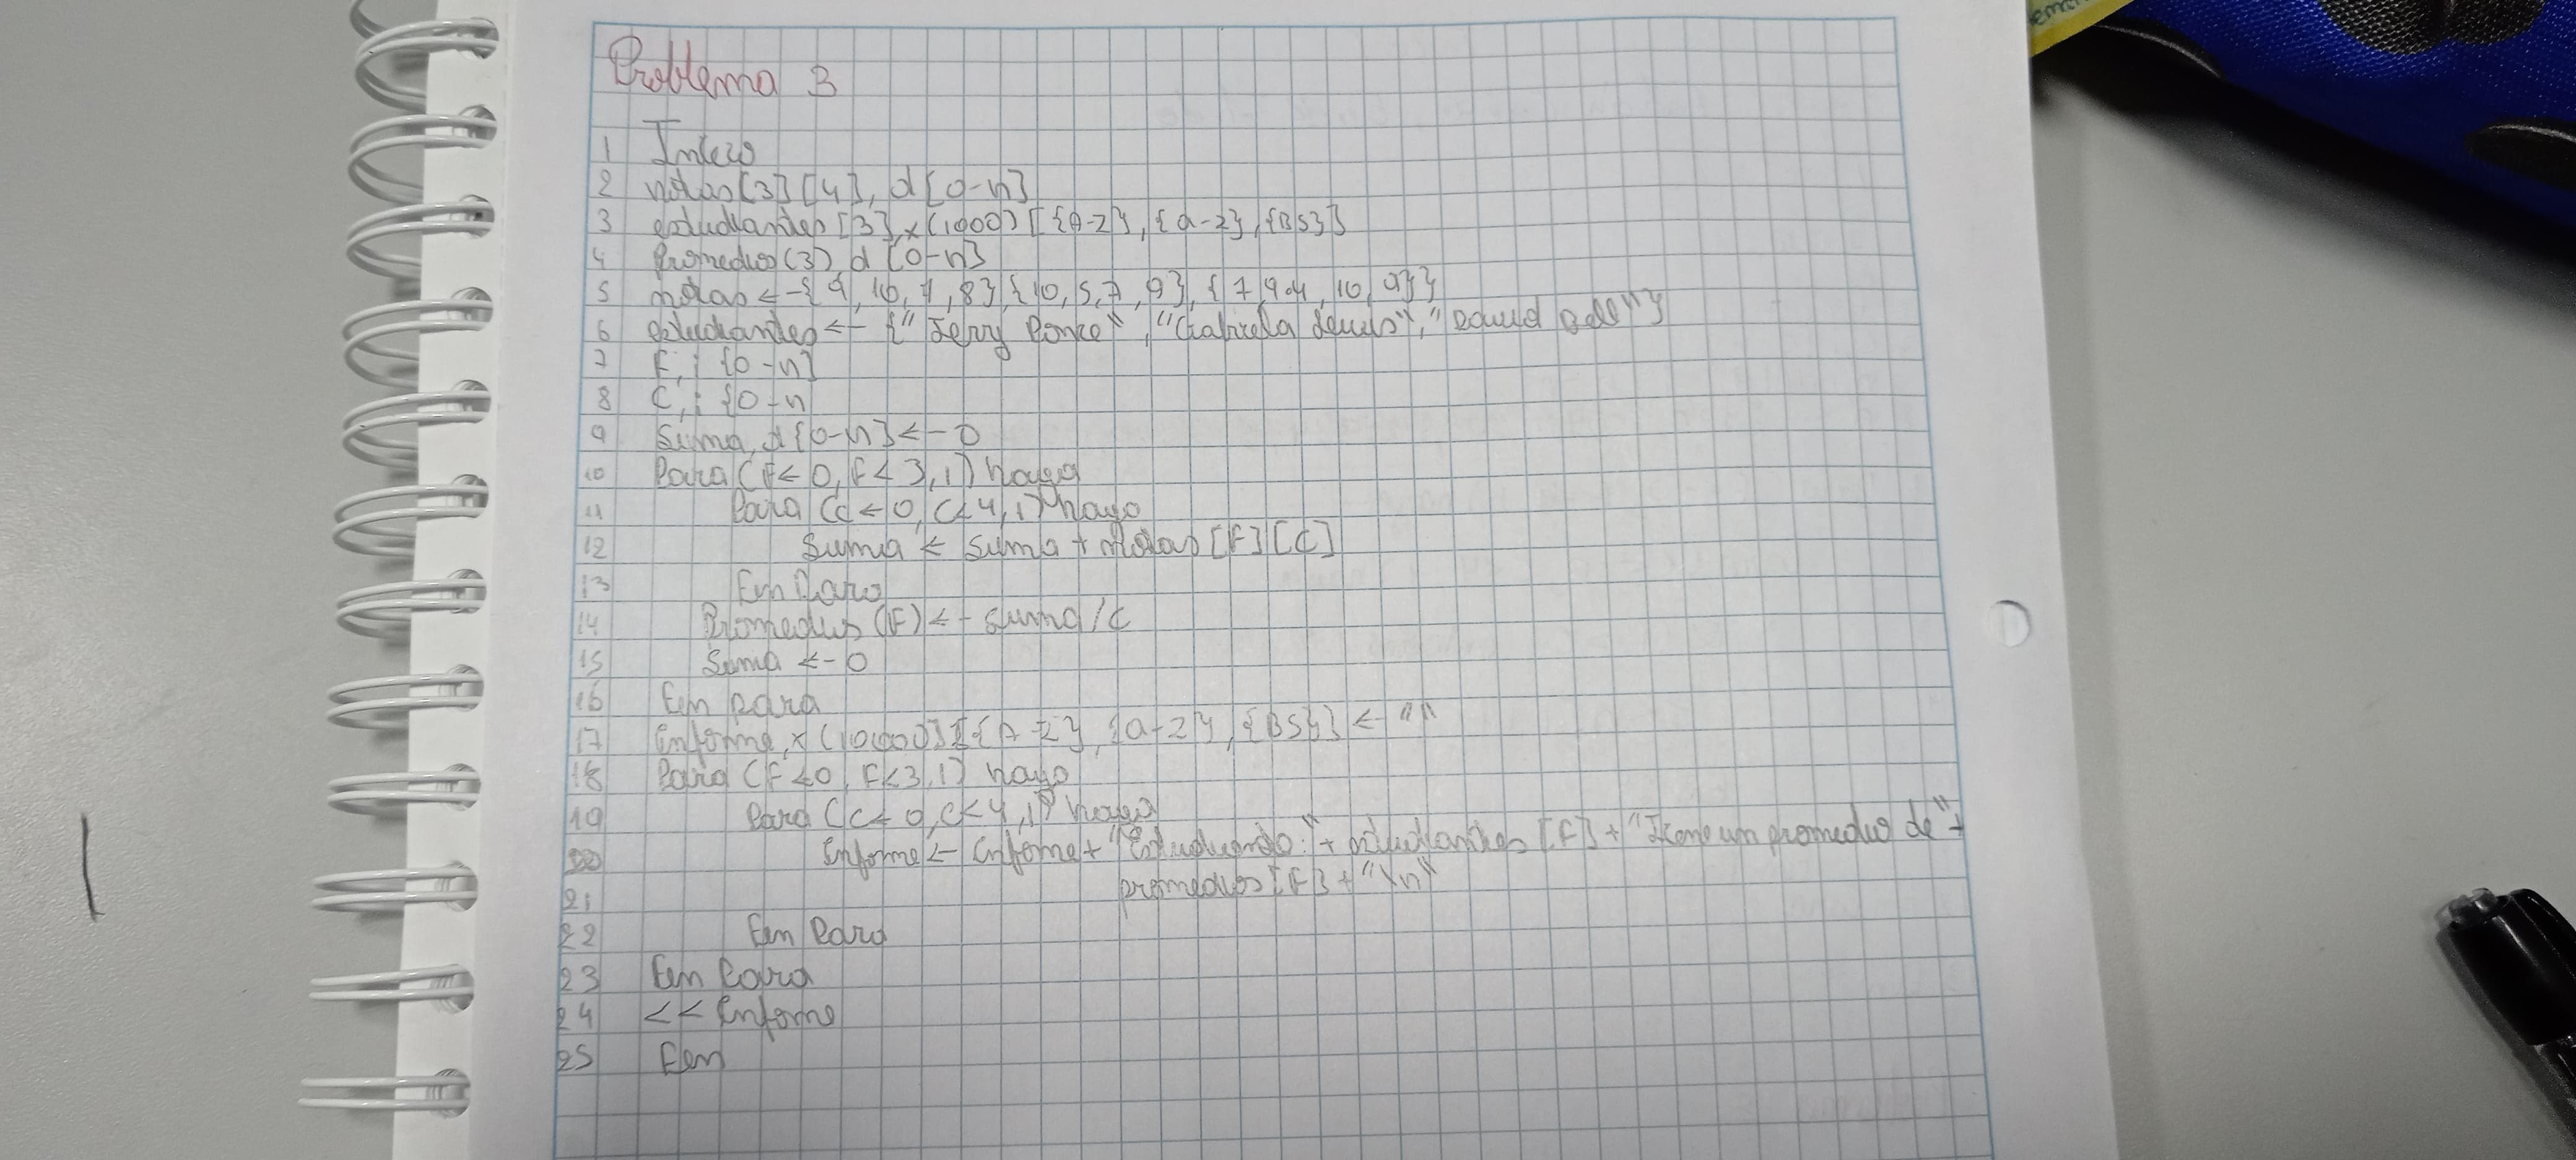 Problema 3
1 Inicio
2 notas[3][4], d[0-n]
3 estudiantes[3],x(1000)[{A-Z},{a-z},{BS}]
4 Promedios(3), d[0-n]
5 notas <-{9, 10, 7, 8}{10, 5, 7, 9}, {7, 9.4, 10, 9}}
6 estudiantes <- {"Jerry Ponce", "Gabriela", "}
7 F, i {0-n}
8 C, i {0-n
9 Suma, d{0-n} <- 0
10 Para (F< 0, F< 3, 1) haga
11 Para (C < 0, C< 4, 1) haga
12 Suma < Suma + Notas [F][C]
13 Fin Para
14 Promedios (F) <- Suma/C
15 Suma <- 0
16 Fin para
17 informe, x (10000)[{A-Z}, {a-z}, {BS}] <- ""
18 Para (F <0, F<3, 1) haga
19 Para (C< 0, C<4, 1) haga
20 Informe <- informe + "Estudiante:" + estudiantes [F] + "Tiene un promedio de" +
21 promedios [F] + "\n"
22 Fin Para
23 Fin Para
24 << Informe
25 Fin